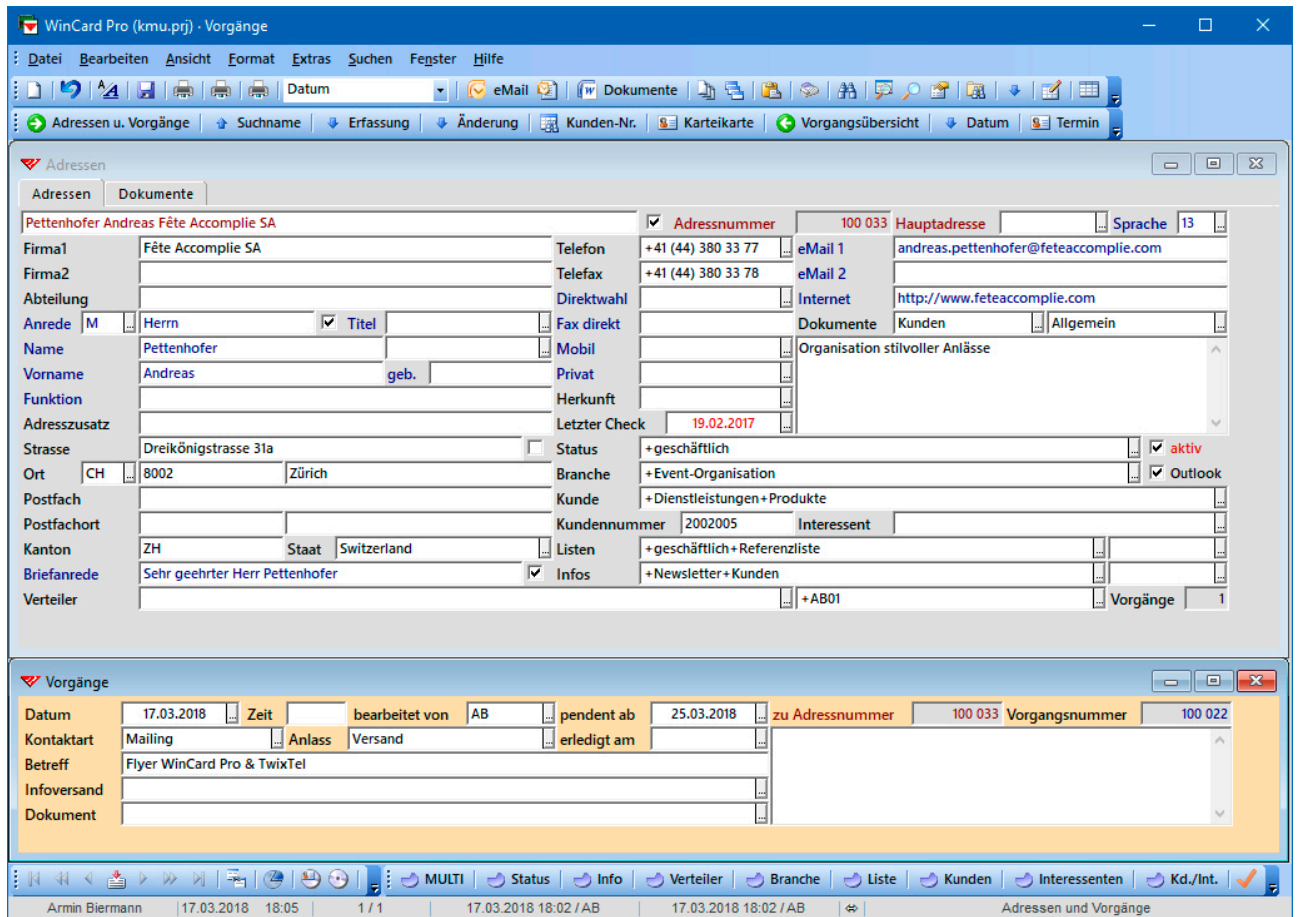 WinCard Pro (kmu.prj) - Vorgänge
Datei Bearbeiten Ansicht Format Extras Suchen Fenster Hilfe
Datum eMail Dokumente
Adressen u. Vorgänge Suchname Erfassung Änderung Kunden-Nr. Karteikarte Vorgangsübersicht Datum Termin
Adressen
Adressen Dokumente
Pettenhofer Andreas Fête Accomplie SA Adressnummer 100 033 Hauptadresse Sprache 13
Firma1 Fête Accomplie SA Telefon +41 (44) 380 33 77 eMail 1 andreas.pettenhofer@feteaccomplie.com
Firma2 Telefax +41 (44) 380 33 78 eMail 2
Abteilung Direktwahl Internet http://www.feteaccomplie.com
Anrede M Herrn Titel Fax direkt Dokumente Kunden Allgemein
Name Pettenhofer Mobil Organisation stilvoller Anlässe
Vorname Andreas geb. Privat
Funktion Herkunft
Adresszusatz Letzter Check 19.02.2017
Strasse Dreikönigstrasse 31a Status +geschäftlich aktiv
Ort CH 8002 Zürich Branche +Event-Organisation Outlook
Postfach Kunde +Dienstleistungen+Produkte
Postfachort Kundennummer 2002005 Interessent
Kanton ZH Staat Switzerland Listen +geschäftlich+Referenzliste
Briefanrede Sehr geehrter Herr Pettenhofer Infos +Newsletter+Kunden
Verteiler +AB01 Vorgänge 1
Vorgänge
Datum 17.03.2018 Zeit bearbeitet von AB pendent ab 25.03.2018 zu Adressnummer 100 033 Vorgangsnummer 100 022
Kontaktart Mailing Anlass Versand erledigt am
Betreff Flyer WinCard Pro & TwixTel
Infoversand
Dokument
MULTI Status Info Verteiler Branche Liste Kunden Interessenten Kd./Int.
Armin Biermann 17.03.2018 18:05 1 / 1 17.03.2018 18:02 / AB 17.03.2018 18:02 / AB Adressen und Vorgänge